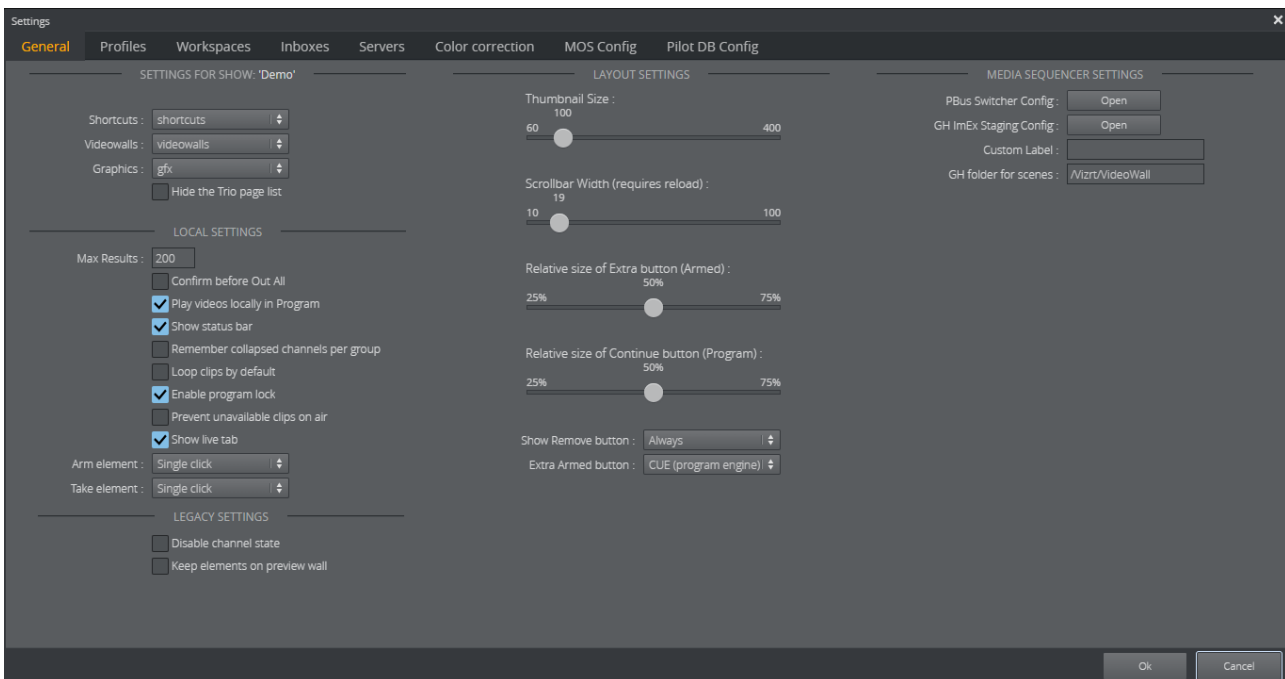 Settings
General Profiles Workspaces Inboxes Servers Color correction MOS Config Pilot DB Config
SETTINGS FOR SHOW: 'Demo'
Shortcuts : shortcuts
Videowalls : videowalls
Graphics : gfx
Hide the Trio page list
LOCAL SETTINGS
Max Results : 200
Confirm before Out All
Play videos locally in Program
Show status bar
Remember collapsed channels per group
Loop clips by default
Enable program lock
Prevent unavailable clips on air
Show live tab
Arm element : Single click
Take element : Single click
LEGACY SETTINGS
Disable channel state
Keep elements on preview wall
LAYOUT SETTINGS
Thumbnail Size :
100
60 400
Scrollbar Width (requires reload) :
19
10 100
Relative size of Extra button (Armed) :
50%
25% 75%
Relative size of Continue button (Program) :
50%
25% 75%
Show Remove button : Always
Extra Armed button : CUE (program engine)
MEDIA SEQUENCER SETTINGS
PBus Switcher Config : Open
GH ImEx Staging Config : Open
Custom Label :
GH folder for scenes : /Vizrt/VideoWall
Ok Cancel